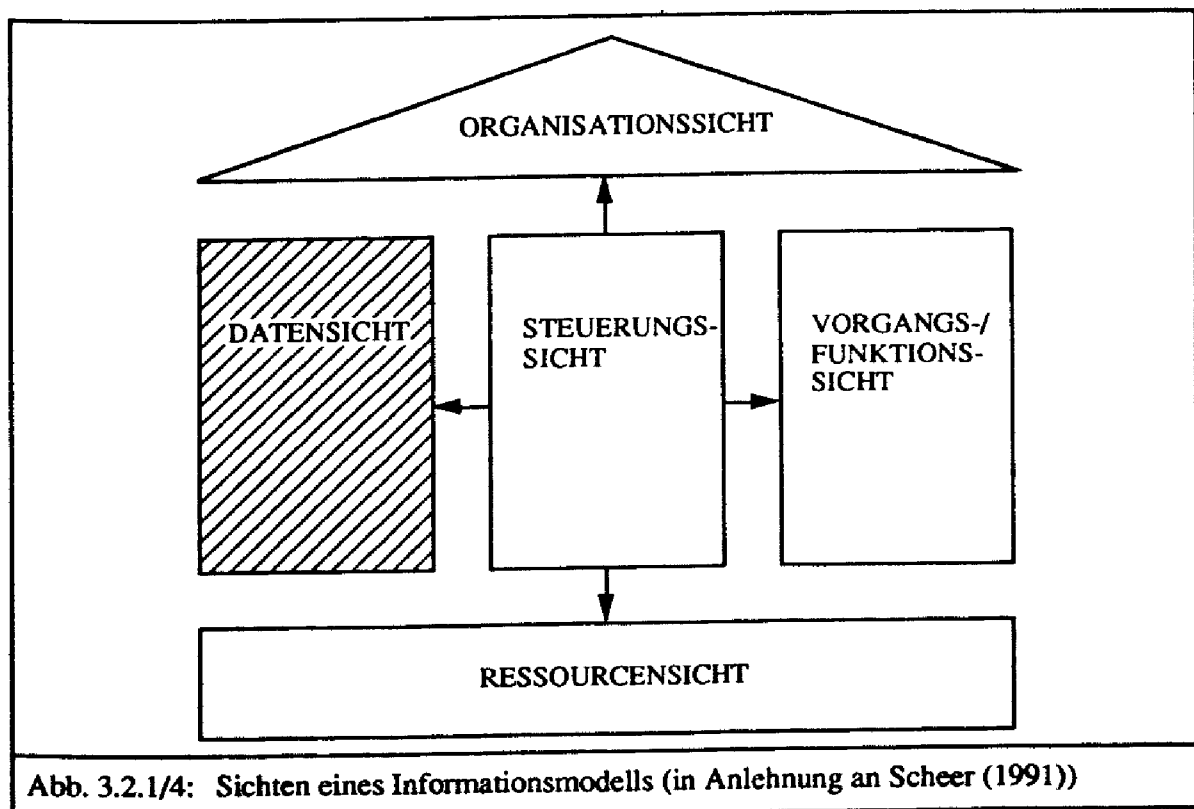 ORGANISATIONSSICHT
DATENSICHT
STEUERUNGS-
SICHT
VORGANGS-/
FUNKTIONS-
SICHT
RESSOURCENSICHT
Abb. 3.2.1/4: Sichten eines Informationsmodells (in Anlehnung an Scheer (1991))